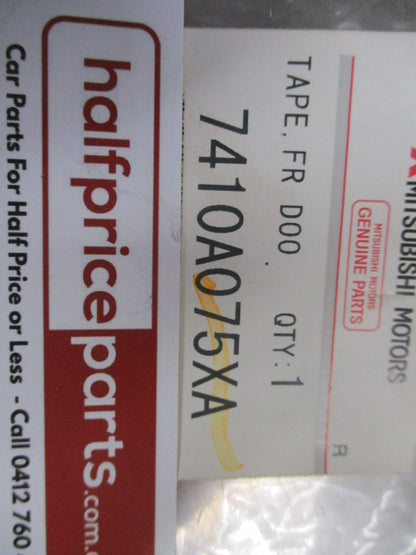 Car Parts For Half Price or Less - Call 0412 760
halfpriceparts.com.
MITSUBISHI MOTORS
MITSUBISHI MOTORS
GENUINE PARTS
R
TAPE, FR DOO QTY:1
7410A075XA